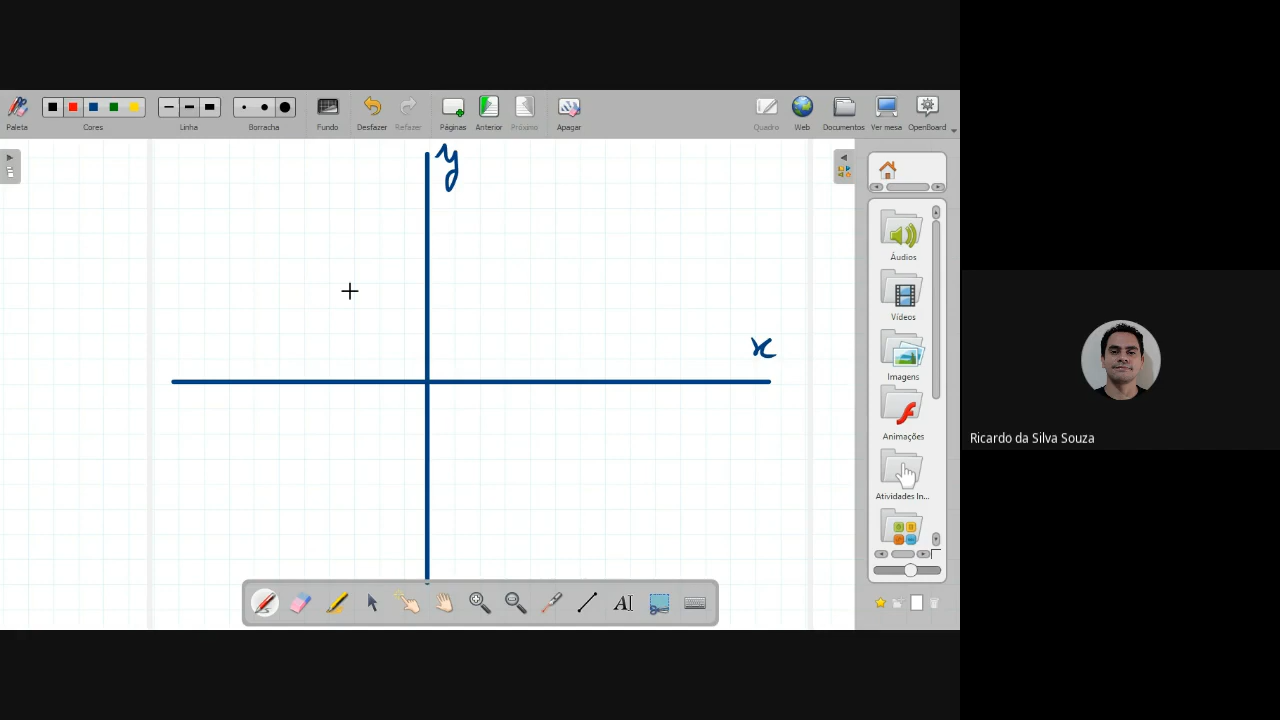 Paleta Cores Linha Borracha Fundo Desfazer Refazer Páginas Anterior Próximo Apagar Quadro Web Documentos Ver mesa OpenBoard
y
x
Áudios
Vídeos
Imagens
Animações
Atividades In...
AI
Ricardo da Silva Souza